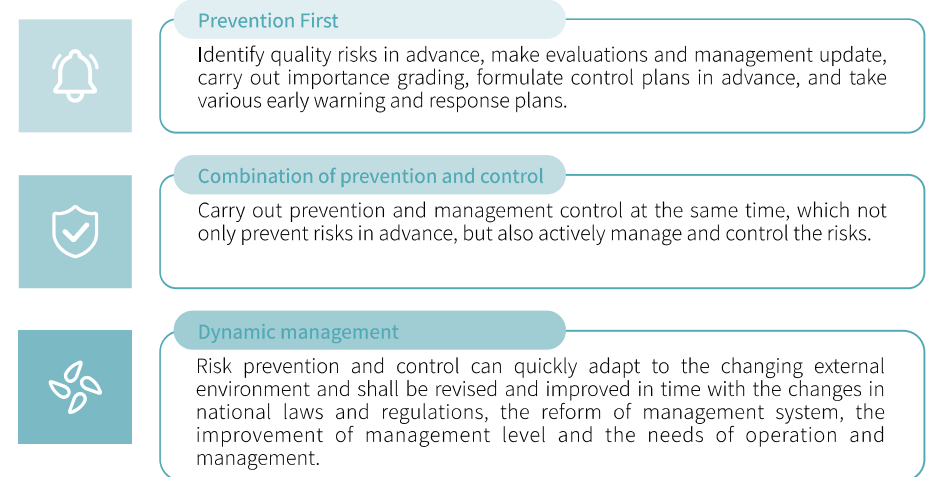 Prevention First
Identify quality risks in advance, make evaluations and management update,
carry out importance grading, formulate control plans in advance, and take
various early warning and response plans.
Combination of prevention and control
Carry out prevention and management control at the same time, which not
only prevent risks in advance, but also actively manage and control the risks.
Dynamic management
Risk prevention and control can quickly adapt to the changing external
environment and shall be revised and improved in time with the changes in
national laws and regulations, the reform of management system, the
improvement of management level and the needs of operation and
management.